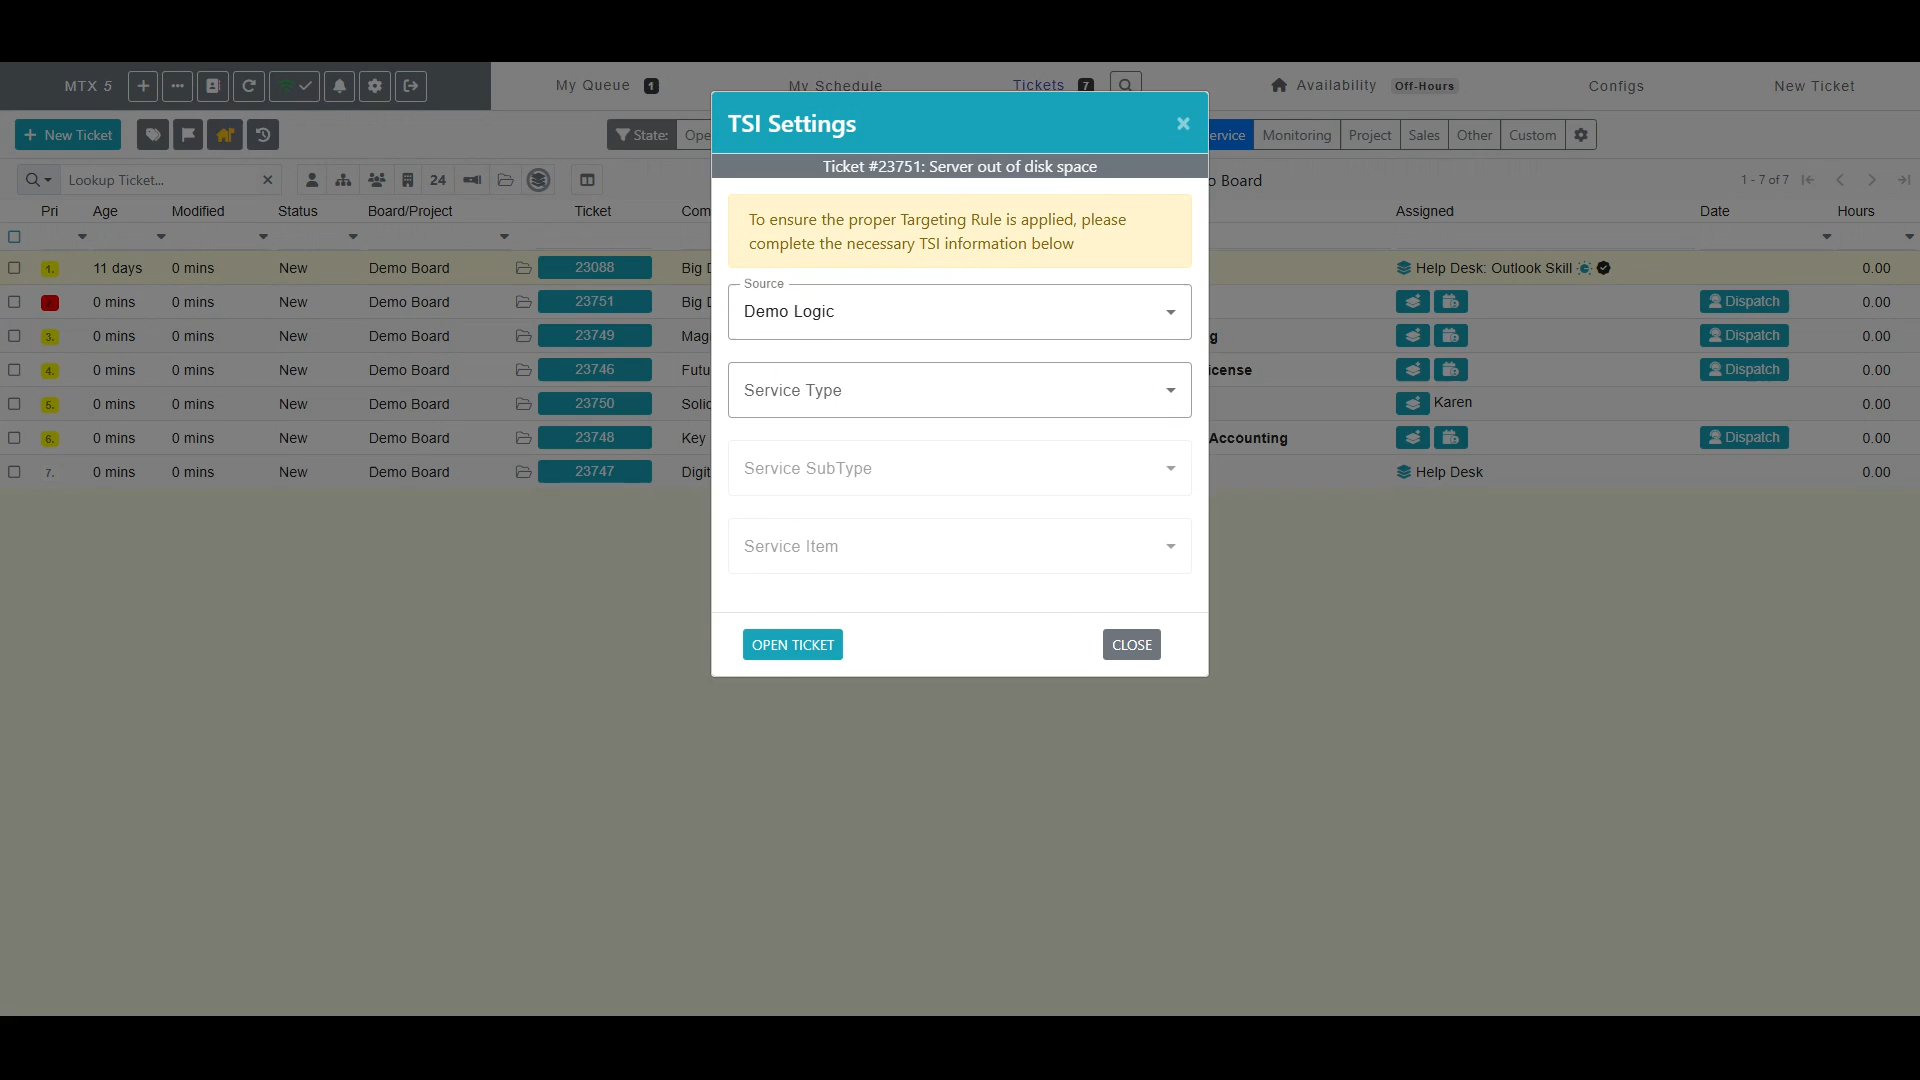 MTX 5 My Queue 1 My Schedule Tickets 7 Availability Off-Hours Configs New Ticket
New Ticket State: Ope ervice Monitoring Project Sales Other Custom
Lookup Ticket... 24 o Board 1 - 7 of 7
Pri Age Modified Status Board/Project Ticket Com Assigned Date Hours
1. 11 days 0 mins New Demo Board 23088 Big D Help Desk: Outlook Skill 0.00
0 mins 0 mins New Demo Board 23751 Big D Dispatch 0.00
3. 0 mins 0 mins New Demo Board 23749 Mag g Dispatch 0.00
4. 0 mins 0 mins New Demo Board 23746 Futu icense Dispatch 0.00
5. 0 mins 0 mins New Demo Board 23750 Solic Karen 0.00
6. 0 mins 0 mins New Demo Board 23748 Key Accounting Dispatch 0.00
7. 0 mins 0 mins New Demo Board 23747 Digit Help Desk 0.00
TSI Settings
Ticket #23751: Server out of disk space
To ensure the proper Targeting Rule is applied, please
complete the necessary TSI information below
Source
Demo Logic
Service Type
Service SubType
Service Item
OPEN TICKET CLOSE